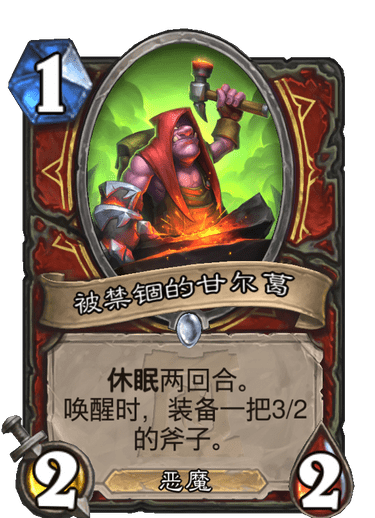 1
被禁锢的甘尔葛
休眠两回合。
唤醒时，装备一把3/2
的斧子。
2
恶魔
2